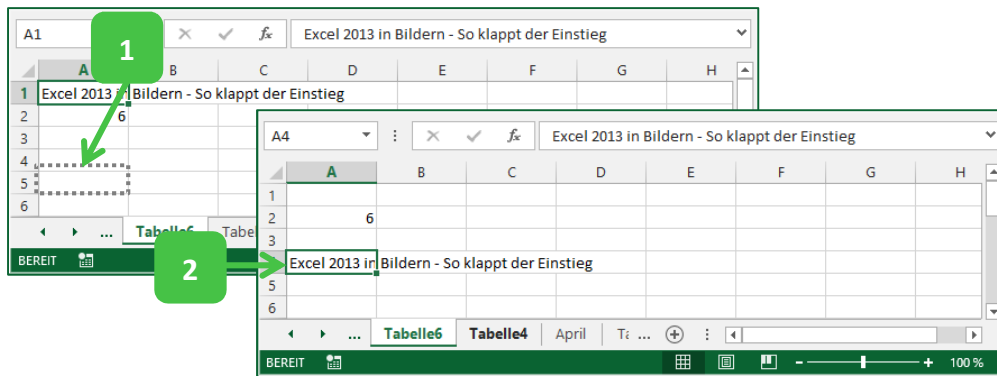 A1 fx Excel 2013 in Bildern - So klappt der Einstieg
1
A B C D E F G H
1 Excel 2013 in Bildern - So klappt der Einstieg
2 6
3
4
5
6
... Tabelle6
BEREIT
2
A4 fx Excel 2013 in Bildern - So klappt der Einstieg
A B C D E F G H
1
2 6
3
Excel 2013 in Bildern - So klappt der Einstieg
5
6
... Tabelle6 Tabelle4 April ...
BEREIT - + 100 %